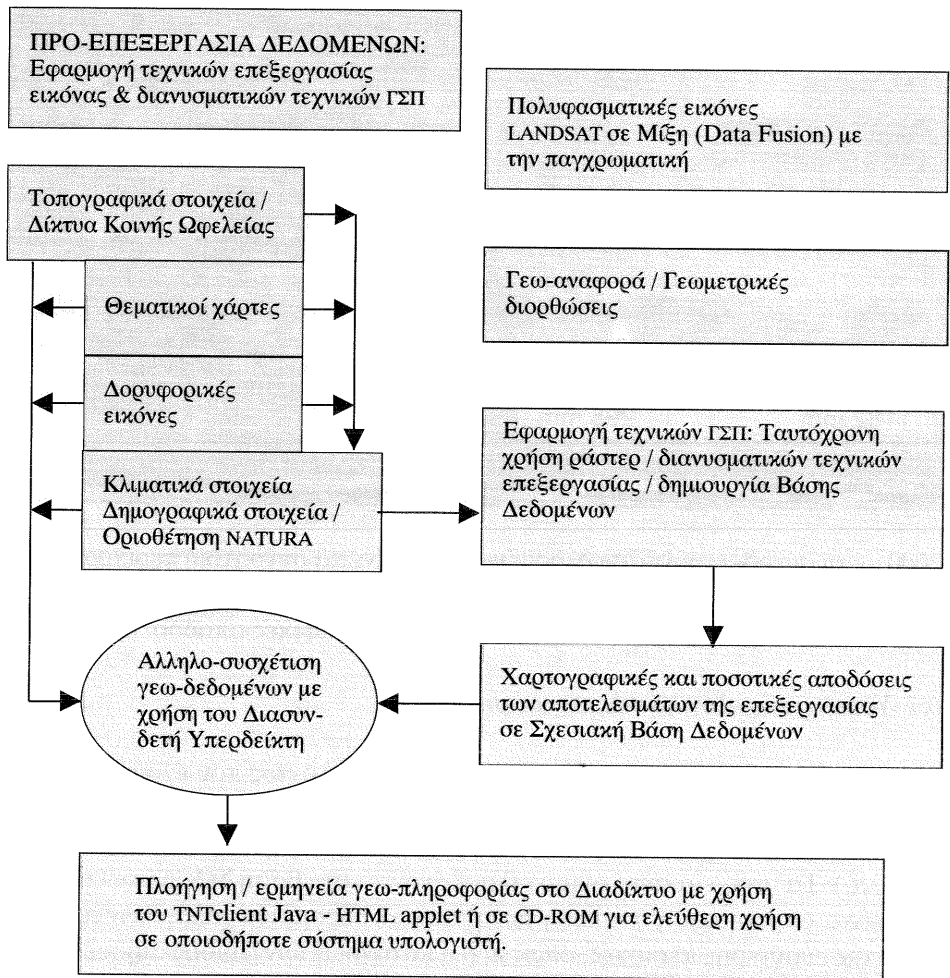 ΠΡΟ-ΕΠΕΞΕΡΓΑΣΙΑ ΔΕΔΟΜΕΝΩΝ:
Εφαρμογή τεχνικών επεξεργασίας
εικόνας & διανυσματικών τεχνικών ΓΣΠ
Πολυφασματικές εικόνες
LANDSAT σε Μίξη (Data Fusion) με
την παγχρωματική
Τοπογραφικά στοιχεία /
Δίκτυα Κοινής Ωφελείας
Θεματικοί χάρτες
Γεω-αναφορά / Γεωμετρικές
διορθώσεις
Δορυφορικές
εικόνες
Κλιματικά στοιχεία
Δημογραφικά στοιχεία /
Οριοθέτηση NATURA
Εφαρμογή τεχνικών ΓΣΠ: Ταυτόχρονη
χρήση ράστερ / διανυσματικών τεχνικών
επεξεργασίας / δημιουργία Βάσης
Δεδομένων
Αλληλο-συσχέτιση
γεω-δεδομένων με
χρήση του Διασυν-
δετή Υπερδείκτη
Χαρτογραφικές και ποσοτικές αποδόσεις
των αποτελεσμάτων της επεξεργασίας
σε Σχεσιακή Βάση Δεδομένων
Πλοήγηση / ερμηνεία γεω-πληροφορίας στο Διαδίκτυο με χρήση
του TNTclient Java - HTML applet ή σε CD-ROM για ελεύθερη χρήση
σε οποιοδήποτε σύστημα υπολογιστή.